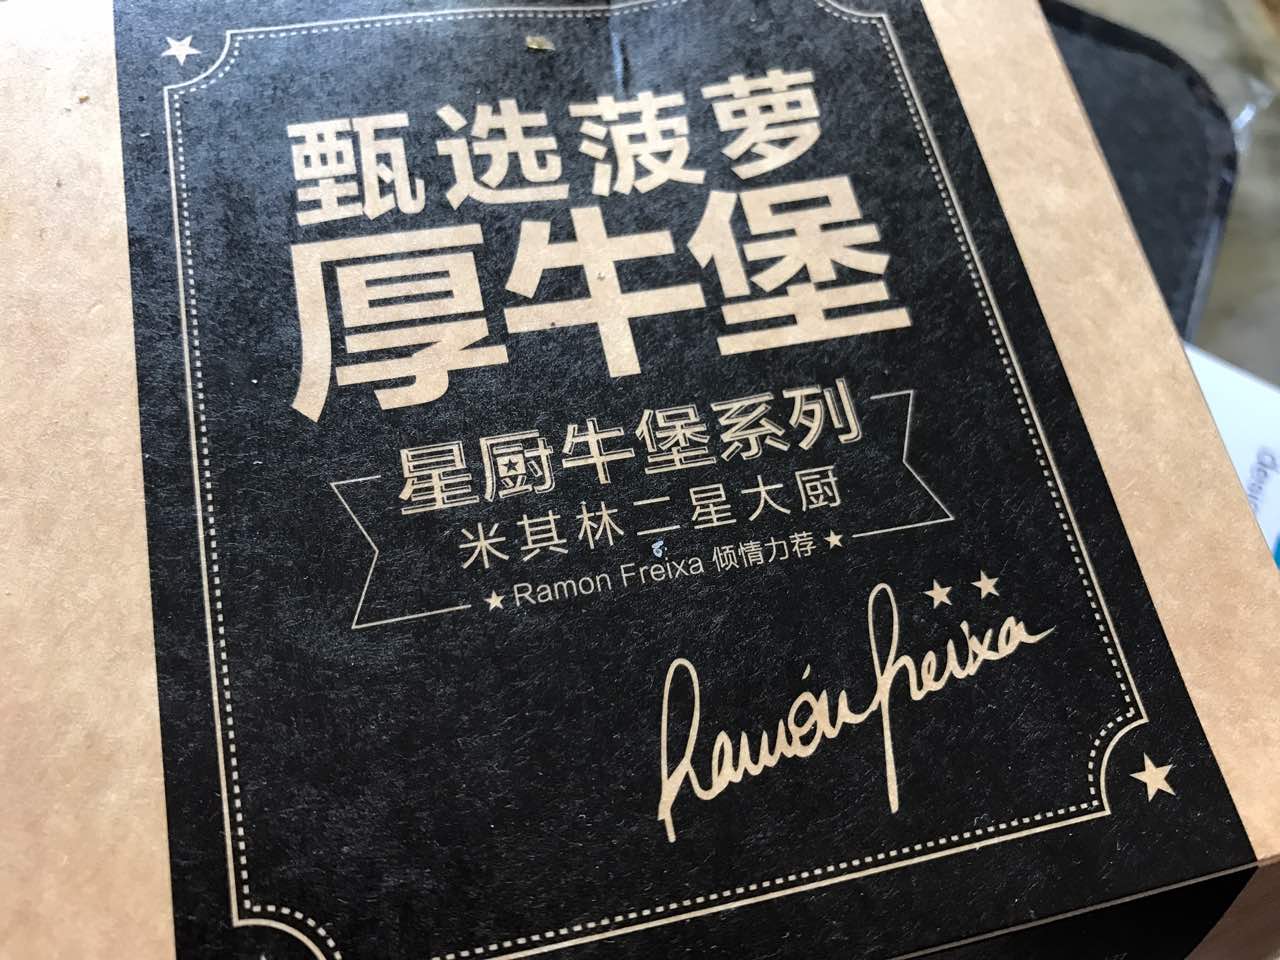 甄选菠萝
厚牛堡
星厨牛堡系列
米其林二星大厨
★Ramon Freixa 倾情力荐★
Ramón Freixa